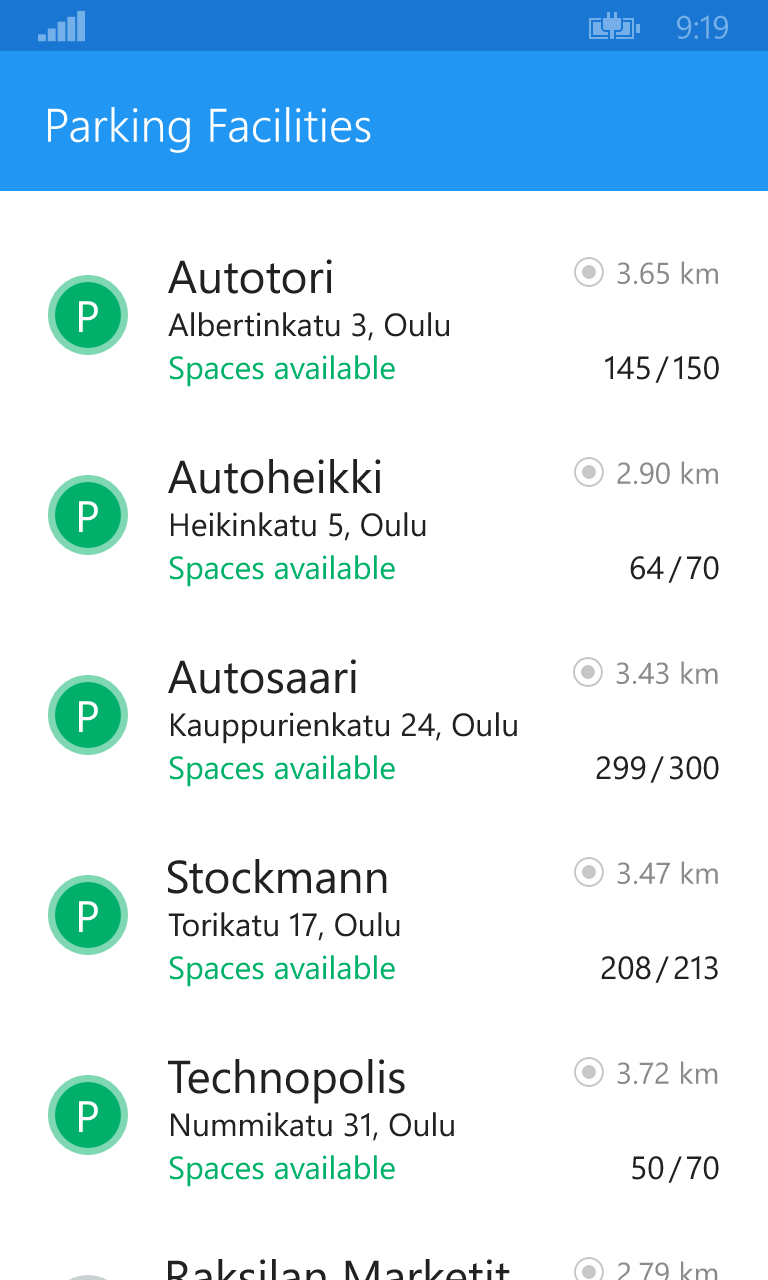 9:19
Parking Facilities
P
Autotori
3.65 km
Albertinkatu 3, Oulu
Spaces available
145/150
P
Autoheikki
2.90 km
Heikinkatu 5, Oulu
Spaces available
64/70
P
Autosaari
3.43 km
Kauppurienkatu 24, Oulu
Spaces available
299/300
P
Stockmann
3.47 km
Torikatu 17, Oulu
Spaces available
208/213
P
Technopolis
3.72 km
Nummikatu 31, Oulu
Spaces available
50/70
Raksilan Marketit
2.79 km